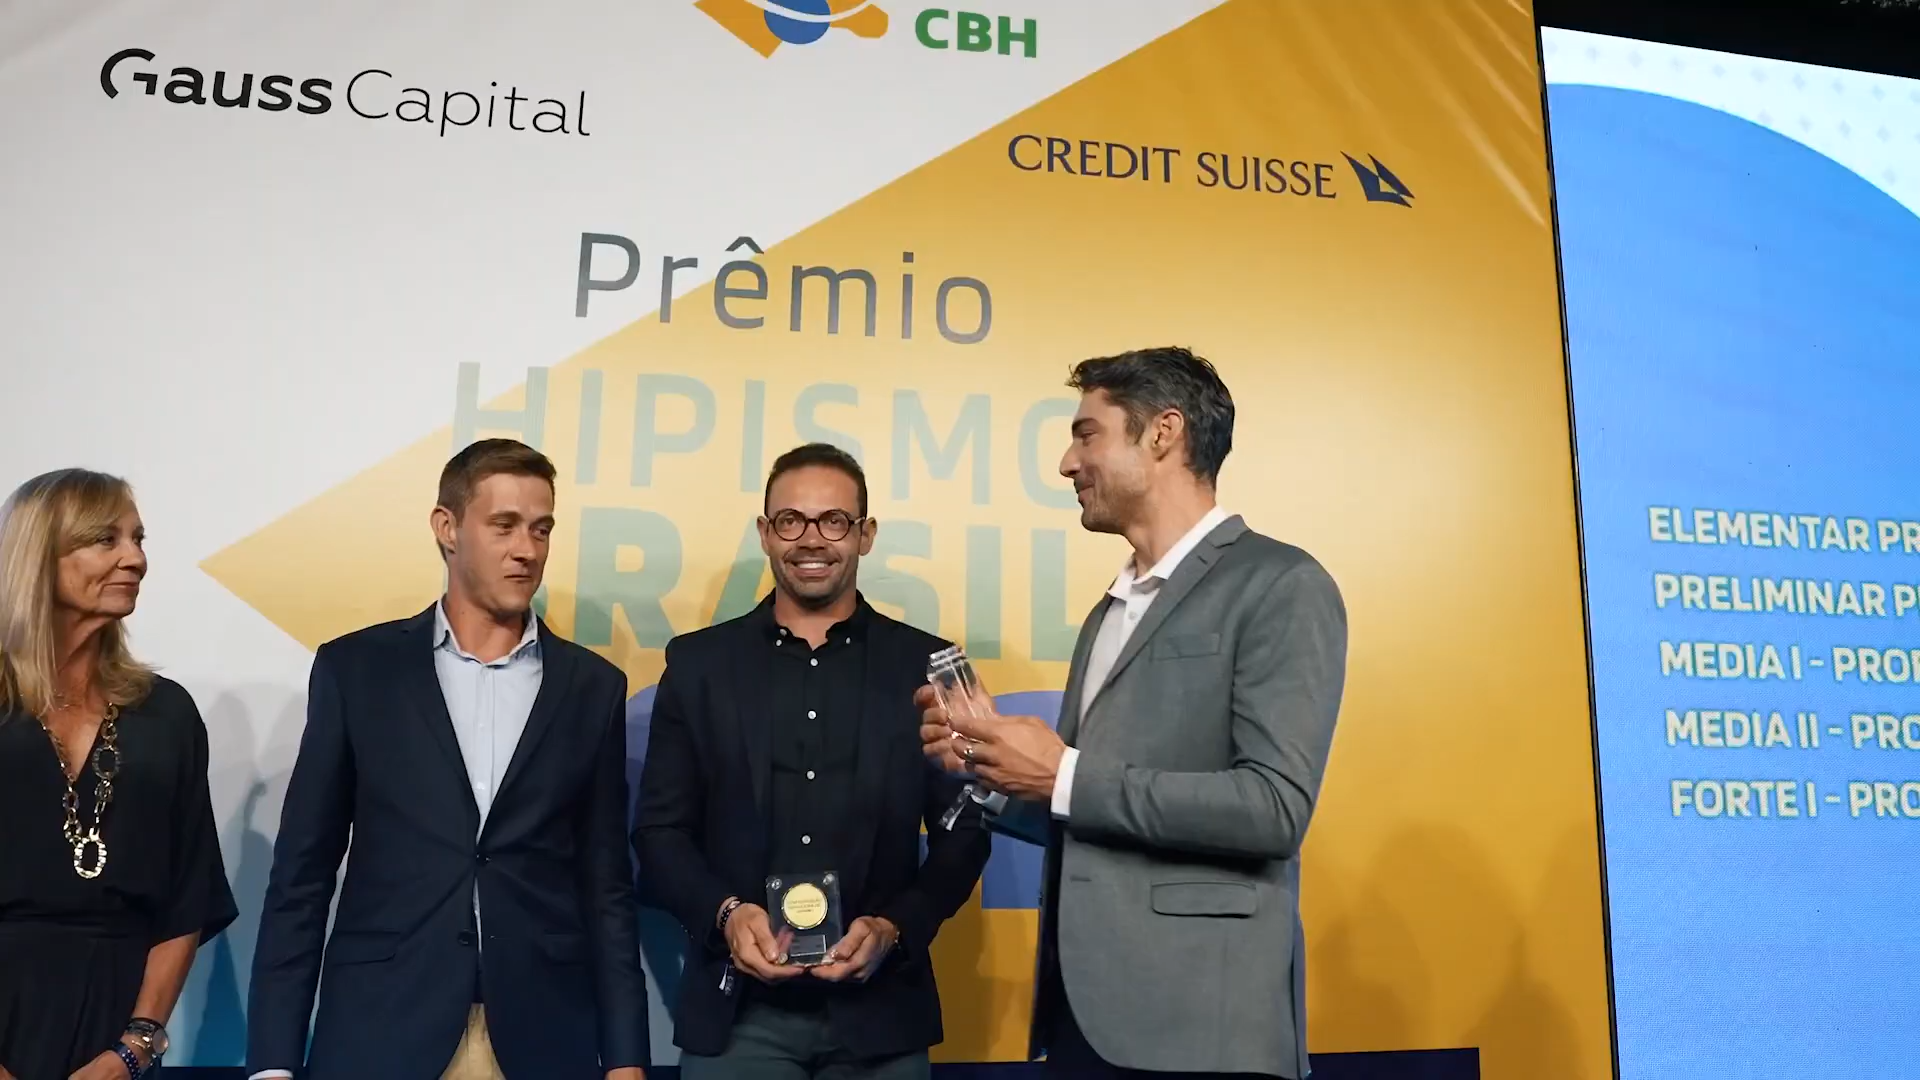 Gauss Capital
CBH
CREDIT SUISSE
Prêmio
HIPISMO
BRASIL
ELEMENTAR PR
PRELIMINAR P
MEDIA I - PRO
MEDIA II - PRO
FORTE I - PRO